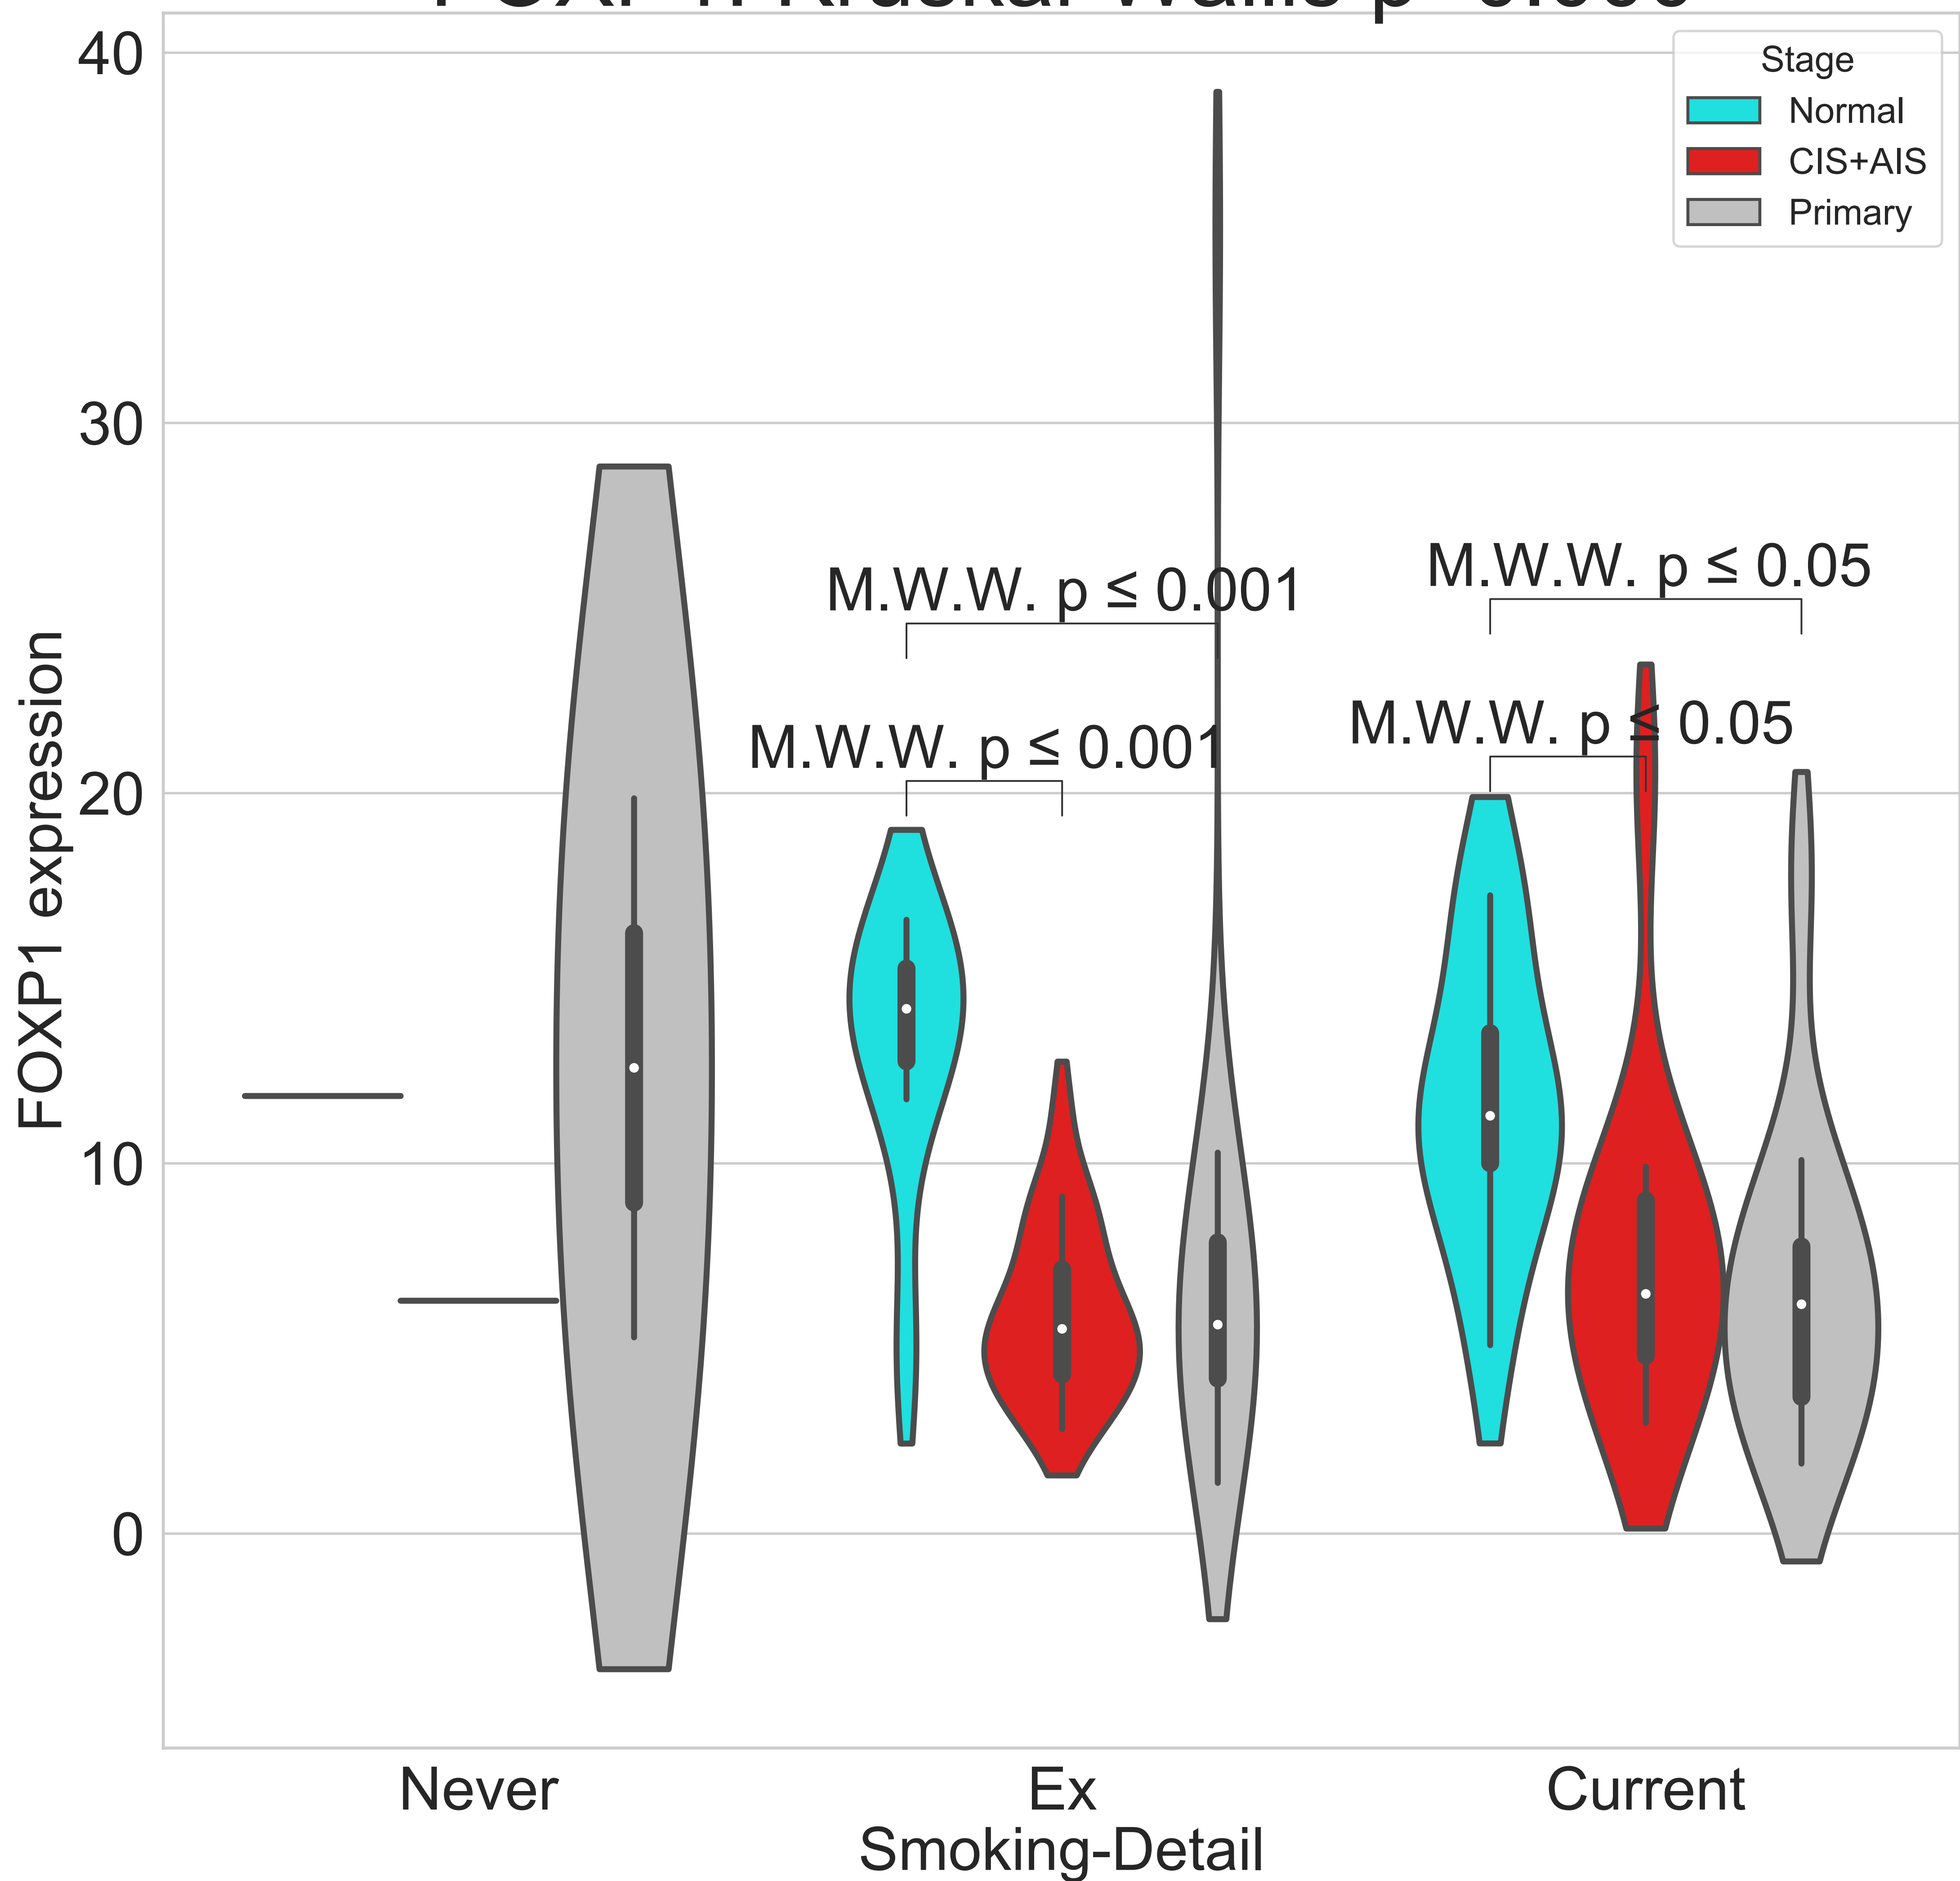 40
30
20
10
0
FOXP1 expression
Stage
Normal
CIS+AIS
Primary
M.W.W. p ≤ 0.001
M.W.W. p ≤ 0.001
M.W.W. p ≤ 0.05
M.W.W. p ≤ 0.05
Never
Ex
Current
Smoking-Detail